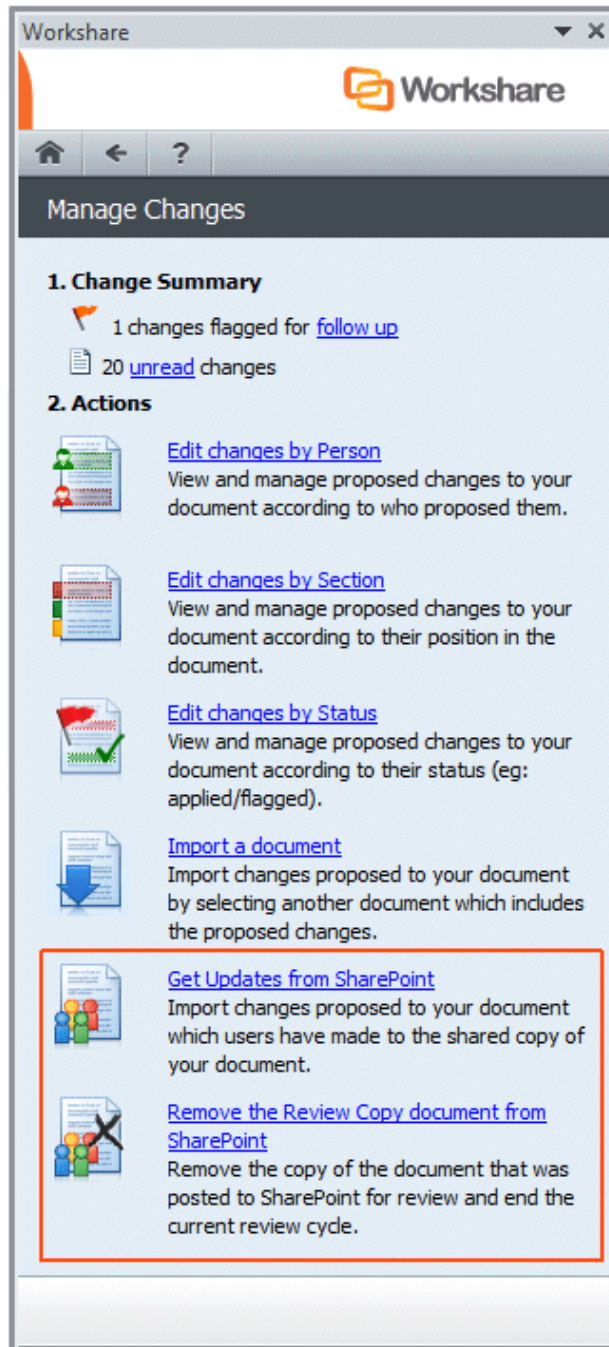 Workshare
Workshare
?
Manage Changes
1. Change Summary
1 changes flagged for follow up
20 unread changes
2. Actions
Edit changes by Person
View and manage proposed changes to your
document according to who proposed them.
Edit changes by Section
View and manage proposed changes to your
document according to their position in the
document.
Edit changes by Status
View and manage proposed changes to your
document according to their status (eg:
applied/flagged).
Import a document
Import changes proposed to your document
by selecting another document which includes
the proposed changes.
Get Updates from SharePoint
Import changes proposed to your document
which users have made to the shared copy of
your document.
Remove the Review Copy document from
SharePoint
Remove the copy of the document that was
posted to SharePoint for review and end the
current review cycle.